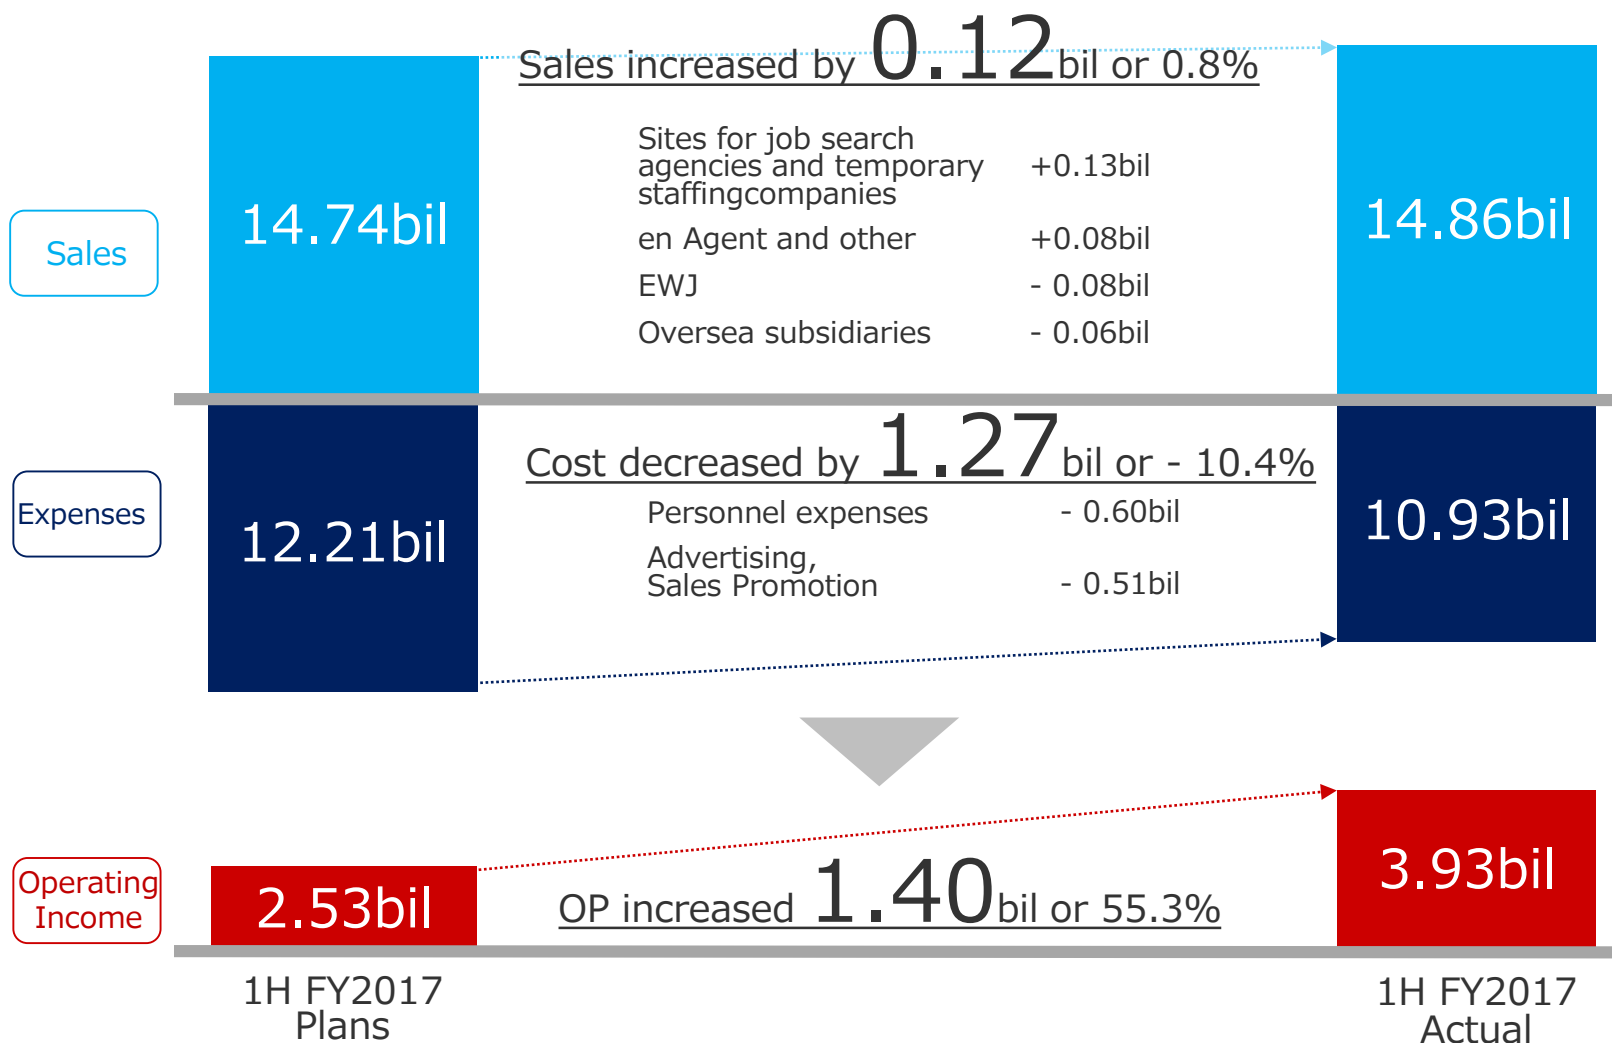 Sales increased by 0.12bil or 0.8%
Sites for job search
agencies and temporary +0.13bil
staffingcompanies
14.74bil
14.86bil
Sales
en Agent and other +0.08bil
EWJ - 0.08bil
Oversea subsidiaries - 0.06bil
Cost decreased by 1.27bil or - 10.4%
Expenses
12.21bil
10.93bil
Personnel expenses - 0.60bil
Advertising,
Sales Promotion - 0.51bil
Operating
Income
2.53bil
OP increased 1.40bil or 55.3%
3.93bil
1H FY2017
Plans
1H FY2017
Actual